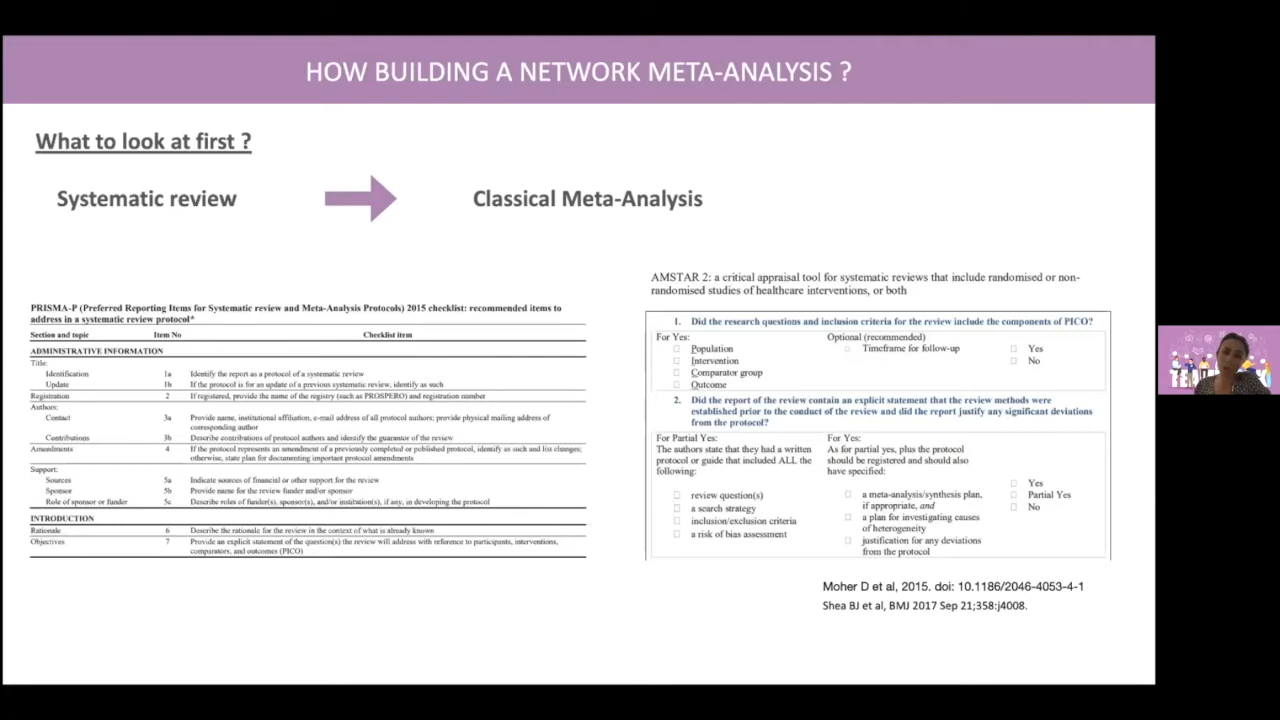 HOW BUILDING A NETWORK META-ANALYSIS ?
What to look at first ?
Systematic review
Classical Meta-Analysis
PRISMA-P (Preferred Reporting Items for Systematic review and Meta-Analysis Protocols) 2015 checklist: recommended items to
address in a systematic review protocol*
Section and topic Item No Checklist item
ADMINISTRATIVE INFORMATION
Title:
Identification 1a Identify the report as a protocol of a systematic review
Update 1b If the protocol is for an update of a previous systematic review, identify as such
Registration 2 If registered, provide the name of the registry (such as PROSPERO) and registration number
Authors:
Contact 3a Provide name, institutional affiliation, e-mail address of all protocol authors; provide physical mailing address of
corresponding author
Contributions 3b Describe contributions of protocol authors and identify the guarantor of the review
Amendments 4 If the protocol represents an amendment of a previously completed or published protocol, identify as such and list changes;
otherwise, state plan for documenting important protocol amendments
Support:
Sources 5a Indicate sources of financial or other support for the review
Sponsor 5b Provide name for the review funder and/or sponsor
Role of sponsor or funder 5c Describe roles of funder(s), sponsor(s), and/or institution(s), if any, in developing the protocol
INTRODUCTION
Rationale 6 Describe the rationale for the review in the context of what is already known
Objectives 7 Provide an explicit statement of the question(s) the review will address with reference to participants, interventions,
comparators, and outcomes (PICO)
AMSTAR 2: a critical appraisal tool for systematic reviews that include randomised or non-
randomised studies of healthcare interventions, or both
1. Did the research questions and inclusion criteria for the review include the components of PICO?
For Yes: Optional (recommended)
Population Timeframe for follow-up Yes
Intervention No
Comparator group
Outcome
2. Did the report of the review contain an explicit statement that the review methods were
established prior to the conduct of the review and did the report justify any significant deviations
from the protocol?
For Partial Yes:
The authors state that they had a written
protocol or guide that included ALL the
following:
review question(s)
a search strategy
inclusion/exclusion criteria
a risk of bias assessment
For Yes:
As for partial yes, plus the protocol
should be registered and should also
have specified:
a meta-analysis/synthesis plan,
if appropriate, and
a plan for investigating causes
of heterogeneity
justification for any deviations
from the protocol
Yes
Partial Yes
No
Moher D et al, 2015. doi: 10.1186/2046-4053-4-1
Shea BJ et al, BMJ 2017 Sep 21;358:j4008.